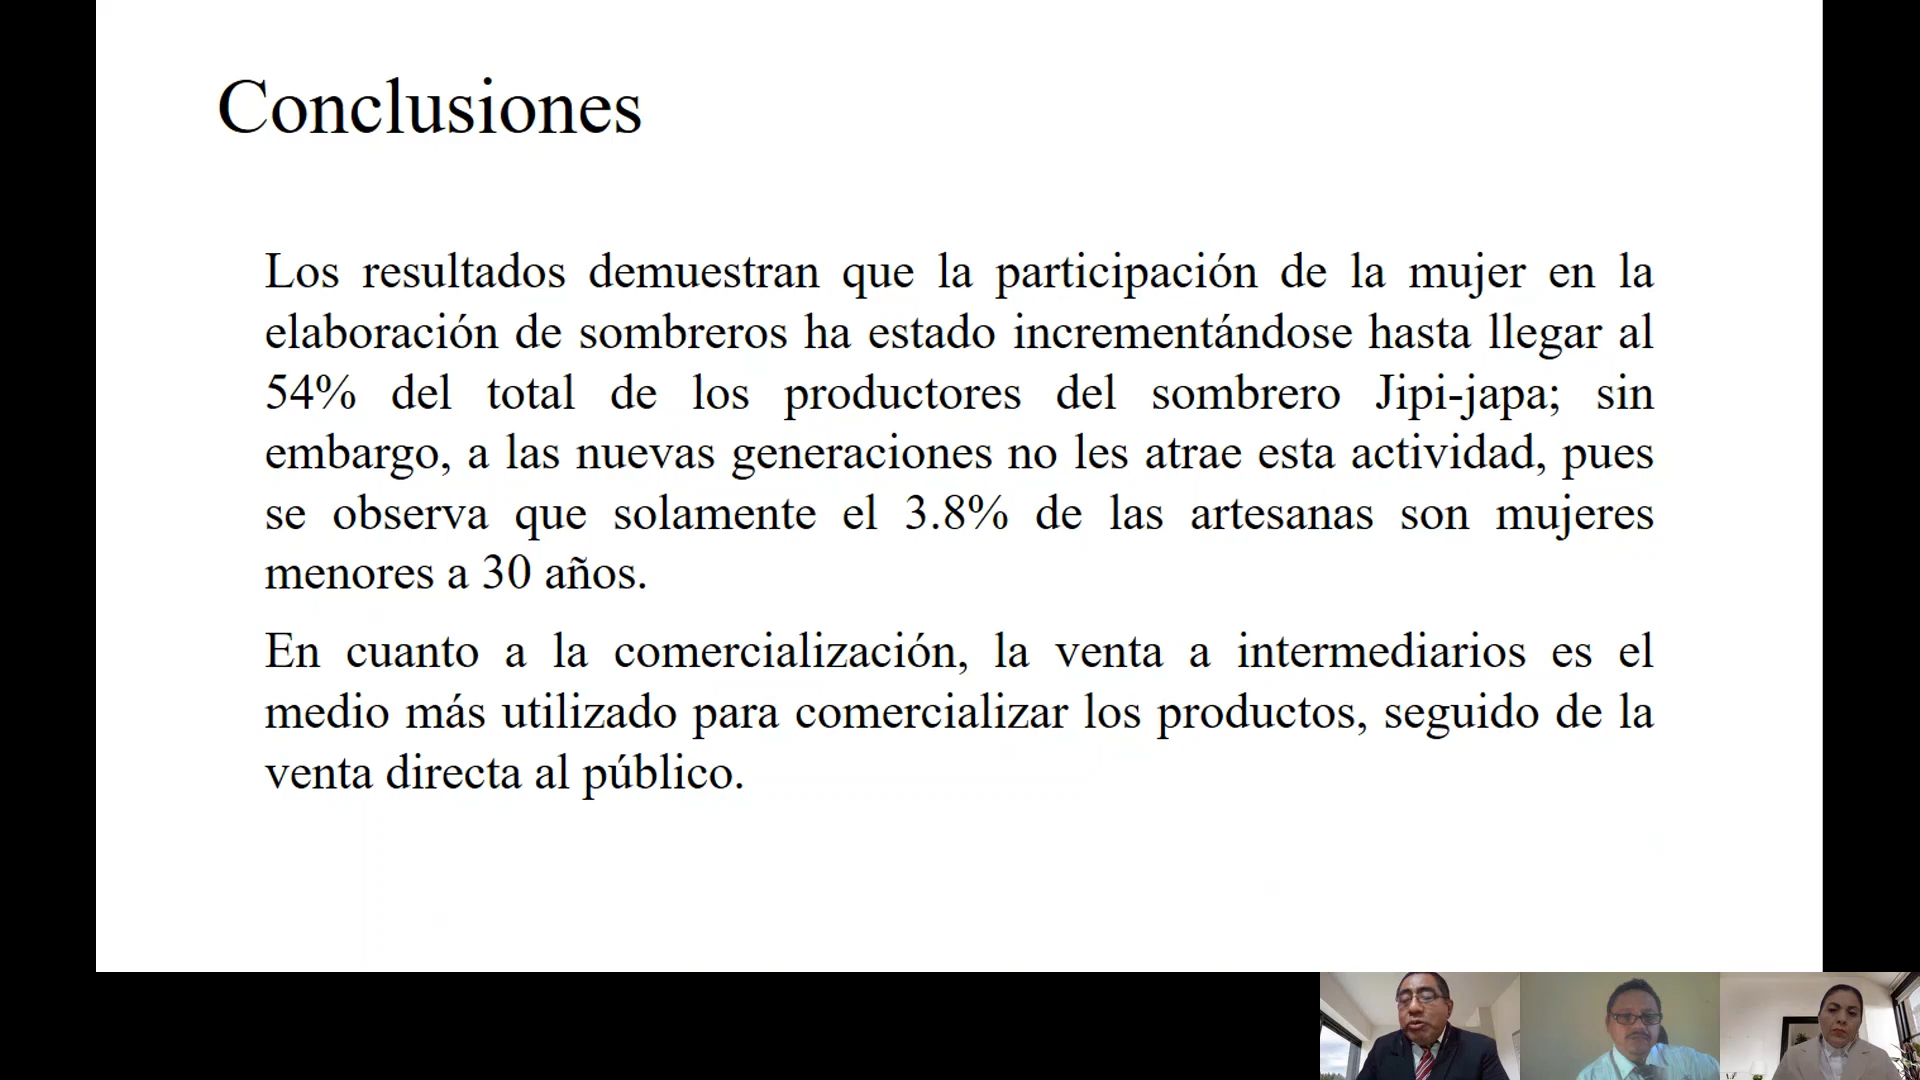 Conclusiones
Los resultados demuestran que la participación de la mujer en la
elaboración de sombreros ha estado incrementándose hasta llegar al
54% del total de los productores del sombrero Jipi-japa; sin
embargo, a las nuevas generaciones no les atrae esta actividad, pues
se observa que solamente el 3.8% de las artesanas son mujeres
menores a 30 años.
En cuanto a la comercialización, la venta a intermediarios es el
medio más utilizado para comercializar los productos, seguido de la
venta directa al público.